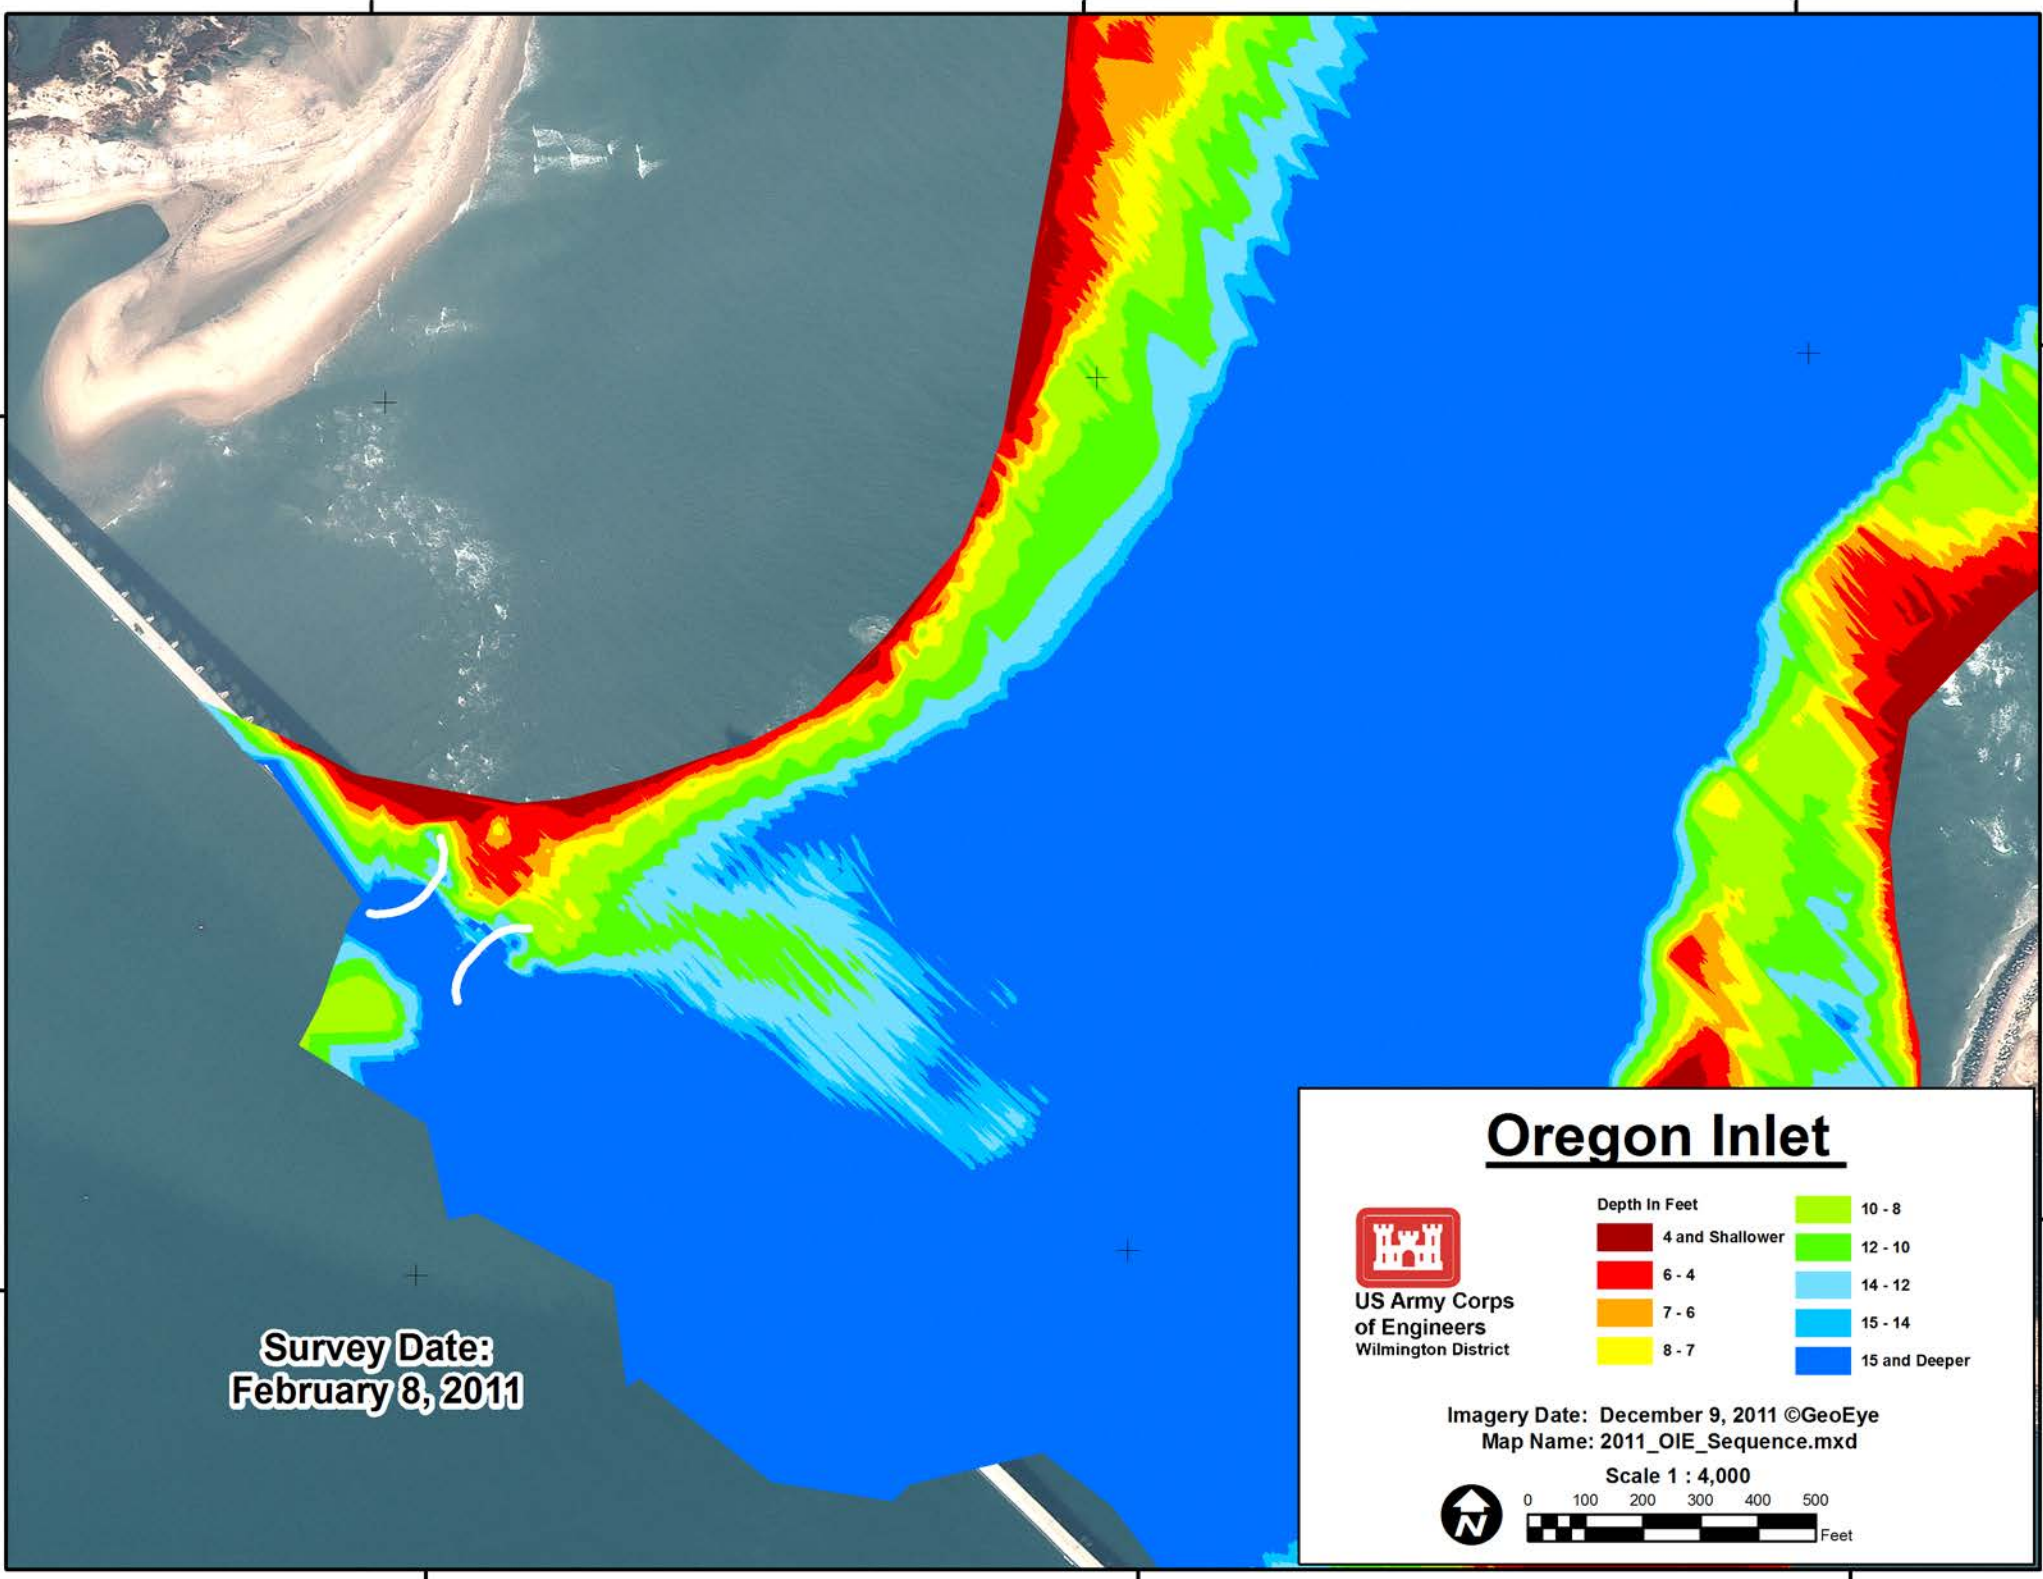 Survey Date:
February 8, 2011
Oregon Inlet
US Army Corps
of Engineers
Wilmington District
Depth In Feet
4 and Shallower
6 - 4
7 - 6
8 - 7
10 - 8
12 - 10
14 - 12
15 - 14
15 and Deeper
Imagery Date: December 9, 2011 ©GeoEye
Map Name: 2011_OIE_Sequence.mxd
Scale 1 : 4,000
N
0 100 200 300 400 500
Feet